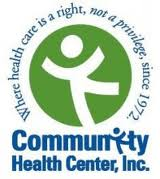 Where health care is a right, not a privilege, since 1972.
Community
Health Center, Inc.